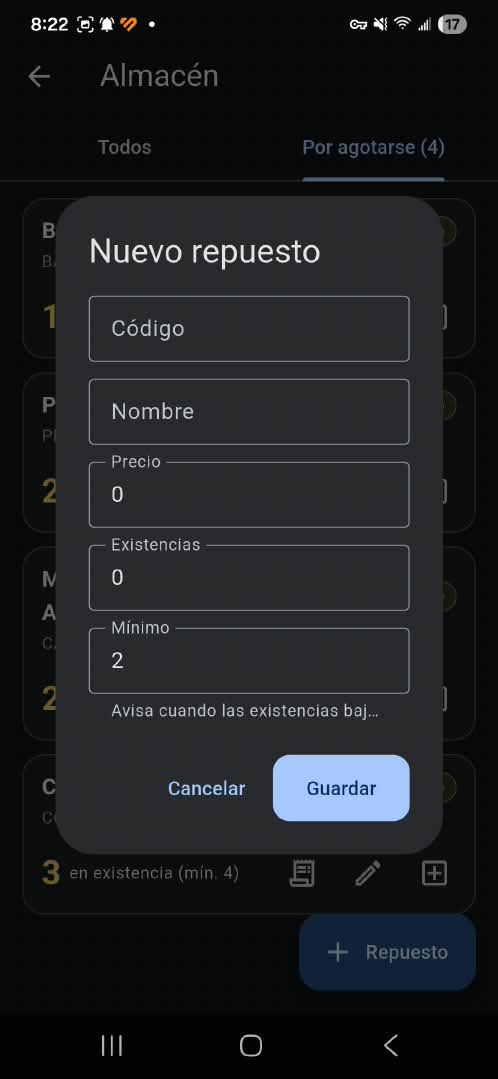 8:22
17
Almacén
Todos
Por agotarse (4)
Nuevo repuesto
Código
Nombre
Precio
0
Existencias
0
Mínimo
2
Avisa cuando las existencias baj...
Cancelar
Guardar
3 en existencia (mín. 4)
Repuesto